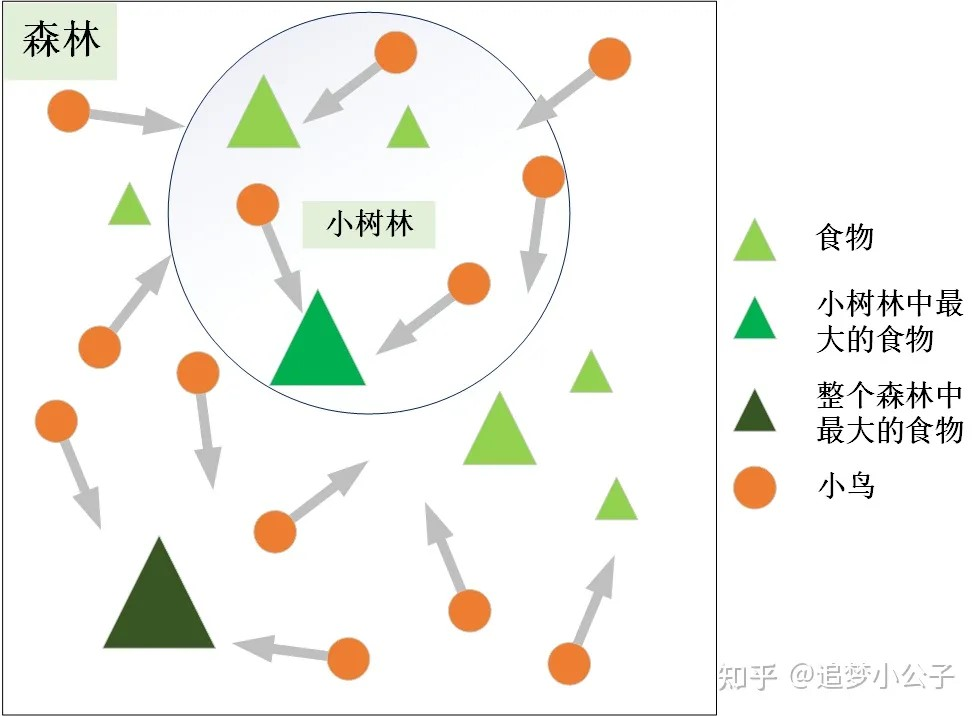 森林
小树林
食物
小树林中最
大的食物
整个森林中
最大的食物
小鸟
知乎 @追梦小公子